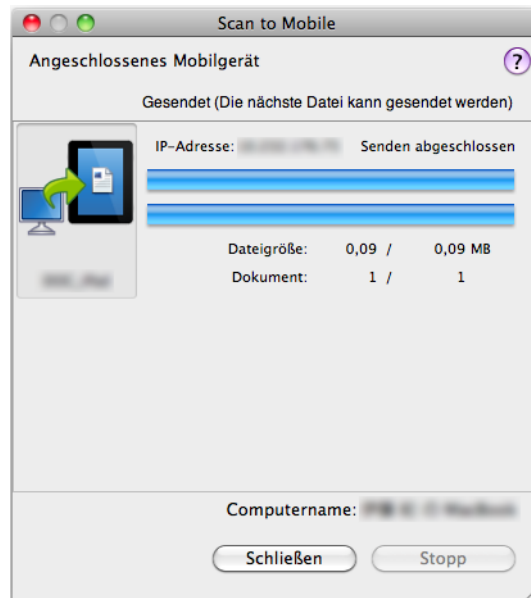 Scan to Mobile
Angeschlossenes Mobilgerät
?
Gesendet (Die nächste Datei kann gesendet werden)
IP-Adresse: Senden abgeschlossen
Dateigröße: 0,09 / 0,09 MB
Dokument: 1 / 1
Computername:
Schließen Stopp